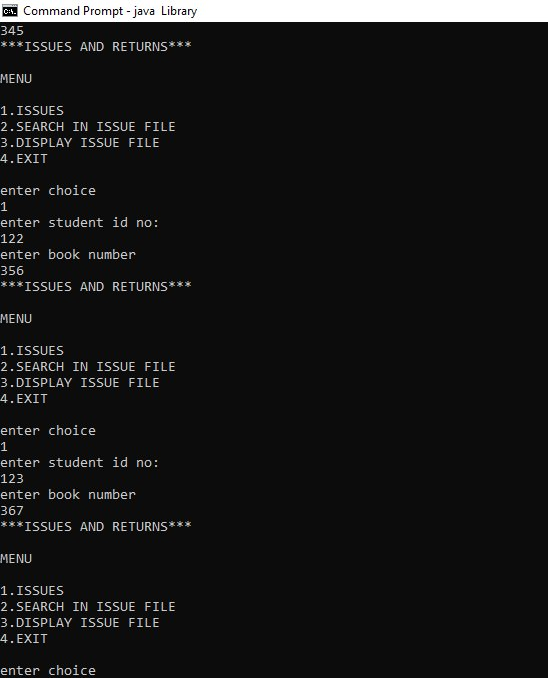 Command Prompt - java  Library
345
***ISSUES AND RETURNS***
MENU
1.ISSUES
2.SEARCH IN ISSUE FILE
3.DISPLAY ISSUE FILE
4.EXIT
enter choice
1
enter student id no:
122
enter book number
356
***ISSUES AND RETURNS***
MENU
1.ISSUES
2.SEARCH IN ISSUE FILE
3.DISPLAY ISSUE FILE
4.EXIT
enter choice
1
enter student id no:
123
enter book number
367
***ISSUES AND RETURNS***
MENU
1.ISSUES
2.SEARCH IN ISSUE FILE
3.DISPLAY ISSUE FILE
4.EXIT
enter choice